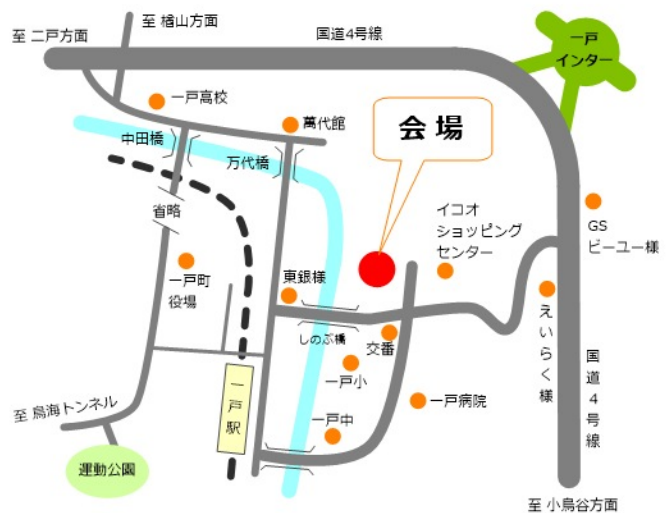 至 楢山方面
至 二戸方面
国道4号線
一戸
インター
一戸高校
萬代館
会場
中田橋
万代橋
省略
イコオ
ショッピング
センター
GS
ビーユー様
一戸町
役場
東銀様
しのぶ橋
交番
えいらく様
国道4号線
一戸小
一戸駅
一戸病院
至 鳥海トンネル
一戸中
運動公園
至 小鳥谷方面